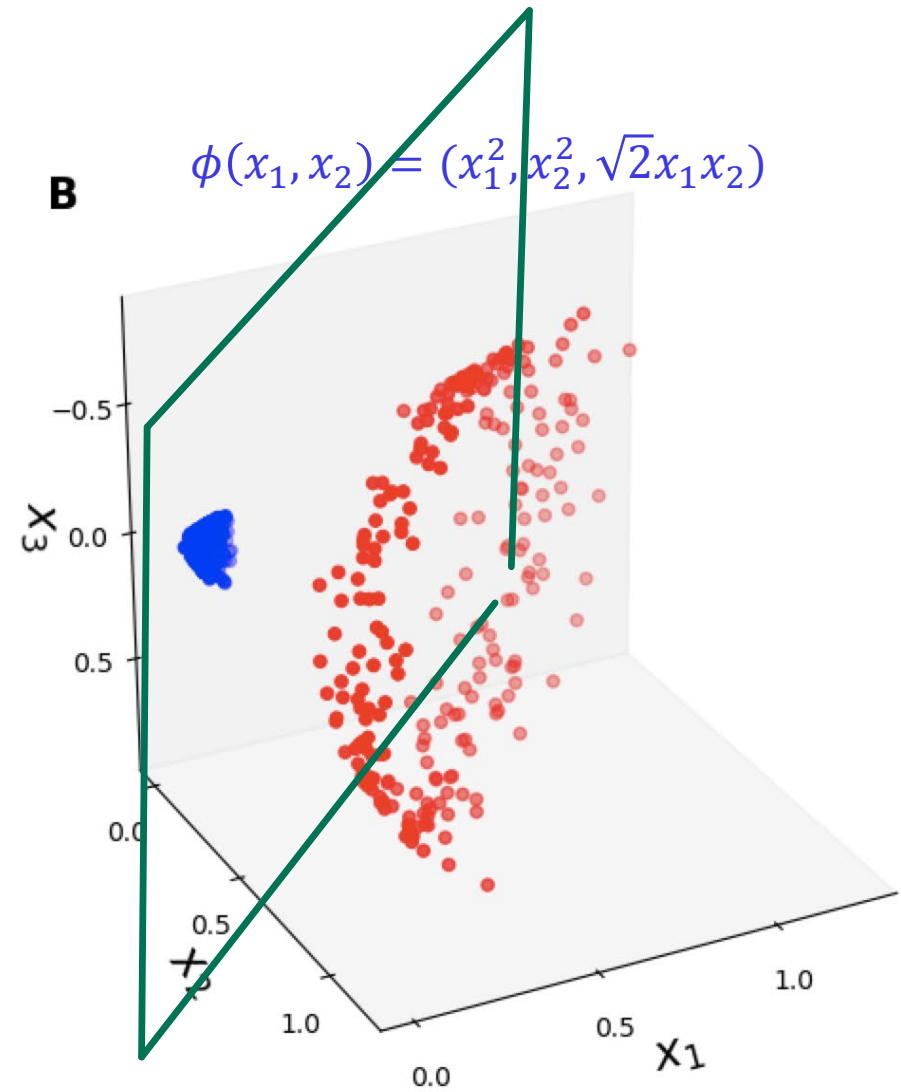 ϕ(x₁, x₂) = (x₁², x₂², √2x₁x₂)
B
−0.5
0.0
0.5
X₃
0.0
0.5
1.0
X₂
0.0
0.5
1.0
X₁